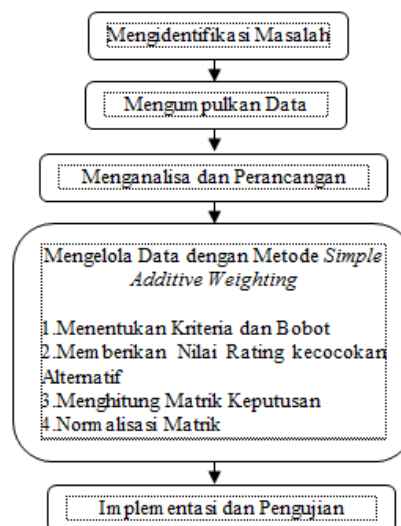 Mengidentifikasi Masalah
Mengumpulkan Data
Menganalisa dan Perancangan
Mengelola Data dengan Metode Simple
Additive Weighting
1.Menentukan Kriteria dan Bobot
2.Memberikan Nilai Rating kecocokan
Alternatif
3.Menghitung Matrik Keputusan
4.Normalisasi Matrik
Implementasi dan Pengujian